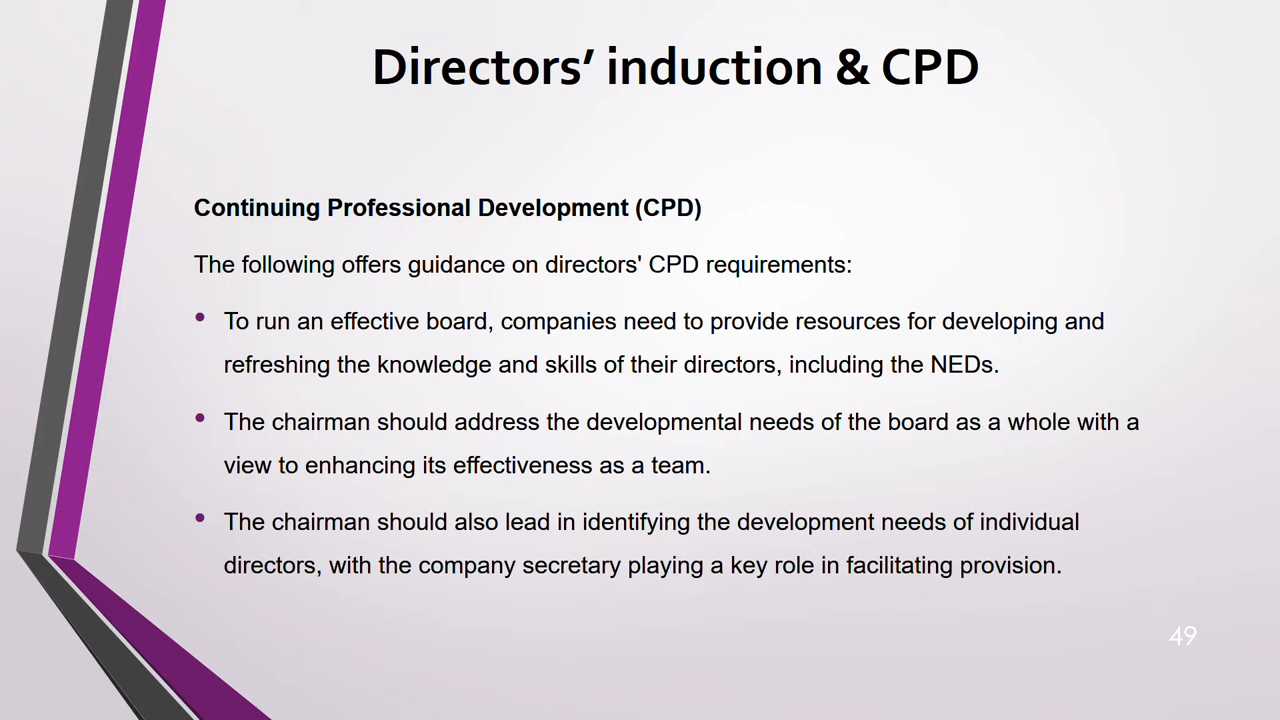 Directors’ induction & CPD
Continuing Professional Development (CPD)
The following offers guidance on directors' CPD requirements:
• To run an effective board, companies need to provide resources for developing and
refreshing the knowledge and skills of their directors, including the NEDs.
• The chairman should address the developmental needs of the board as a whole with a
view to enhancing its effectiveness as a team.
• The chairman should also lead in identifying the development needs of individual
directors, with the company secretary playing a key role in facilitating provision.
49